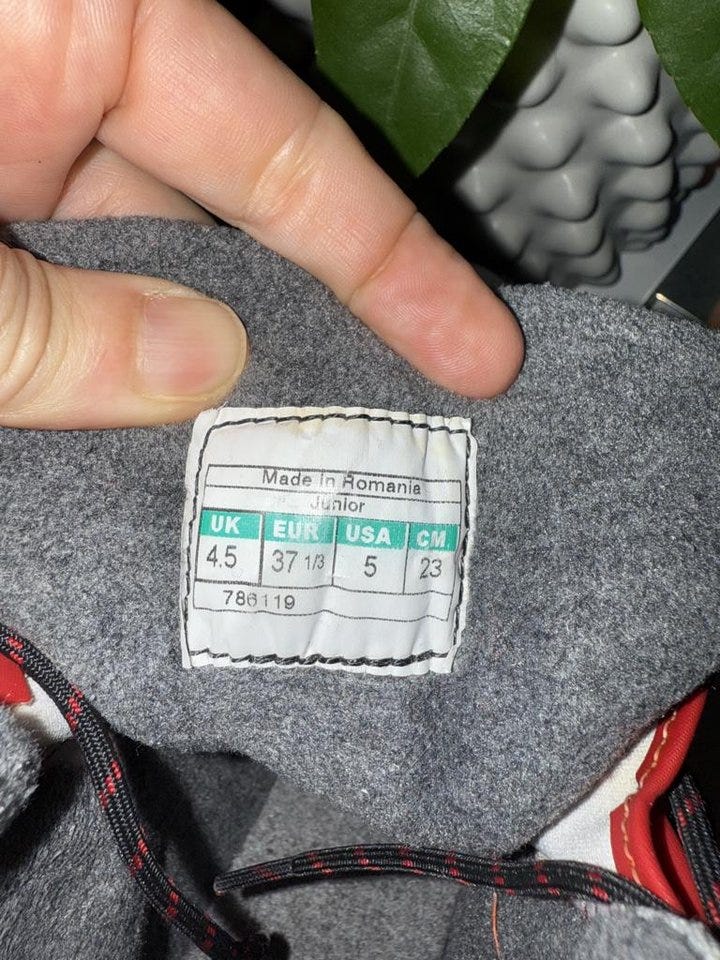 Made in Romania
Junior
UK EUR USA CM
4.5 37 1/3 5 23
786119